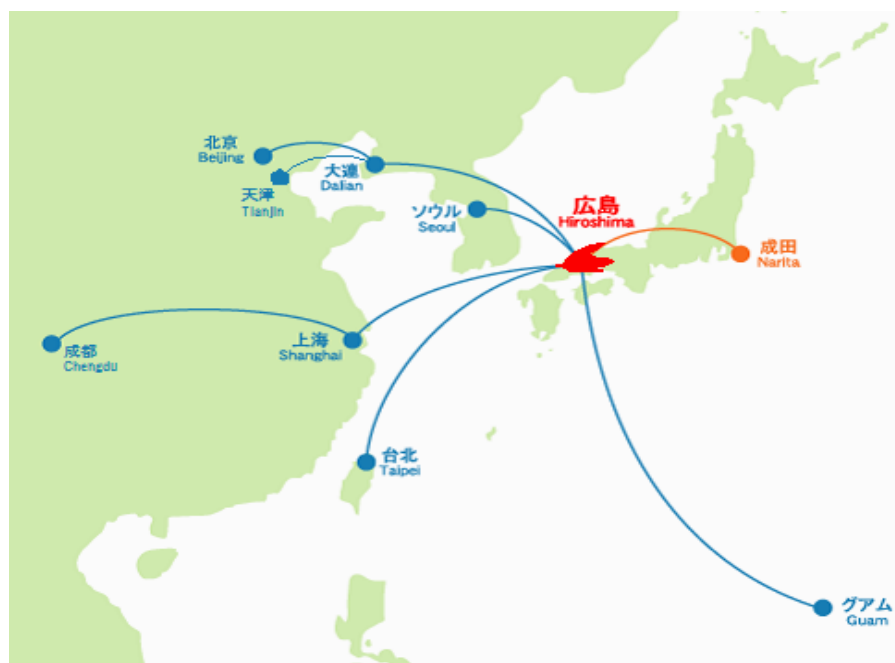 北京
Beijing
天津
Tianjin
大連
Dalian
ソウル
Seoul
広島
Hiroshima
成田
Narita
成都
Chengdu
上海
Shanghai
台北
Taipei
グアム
Guam